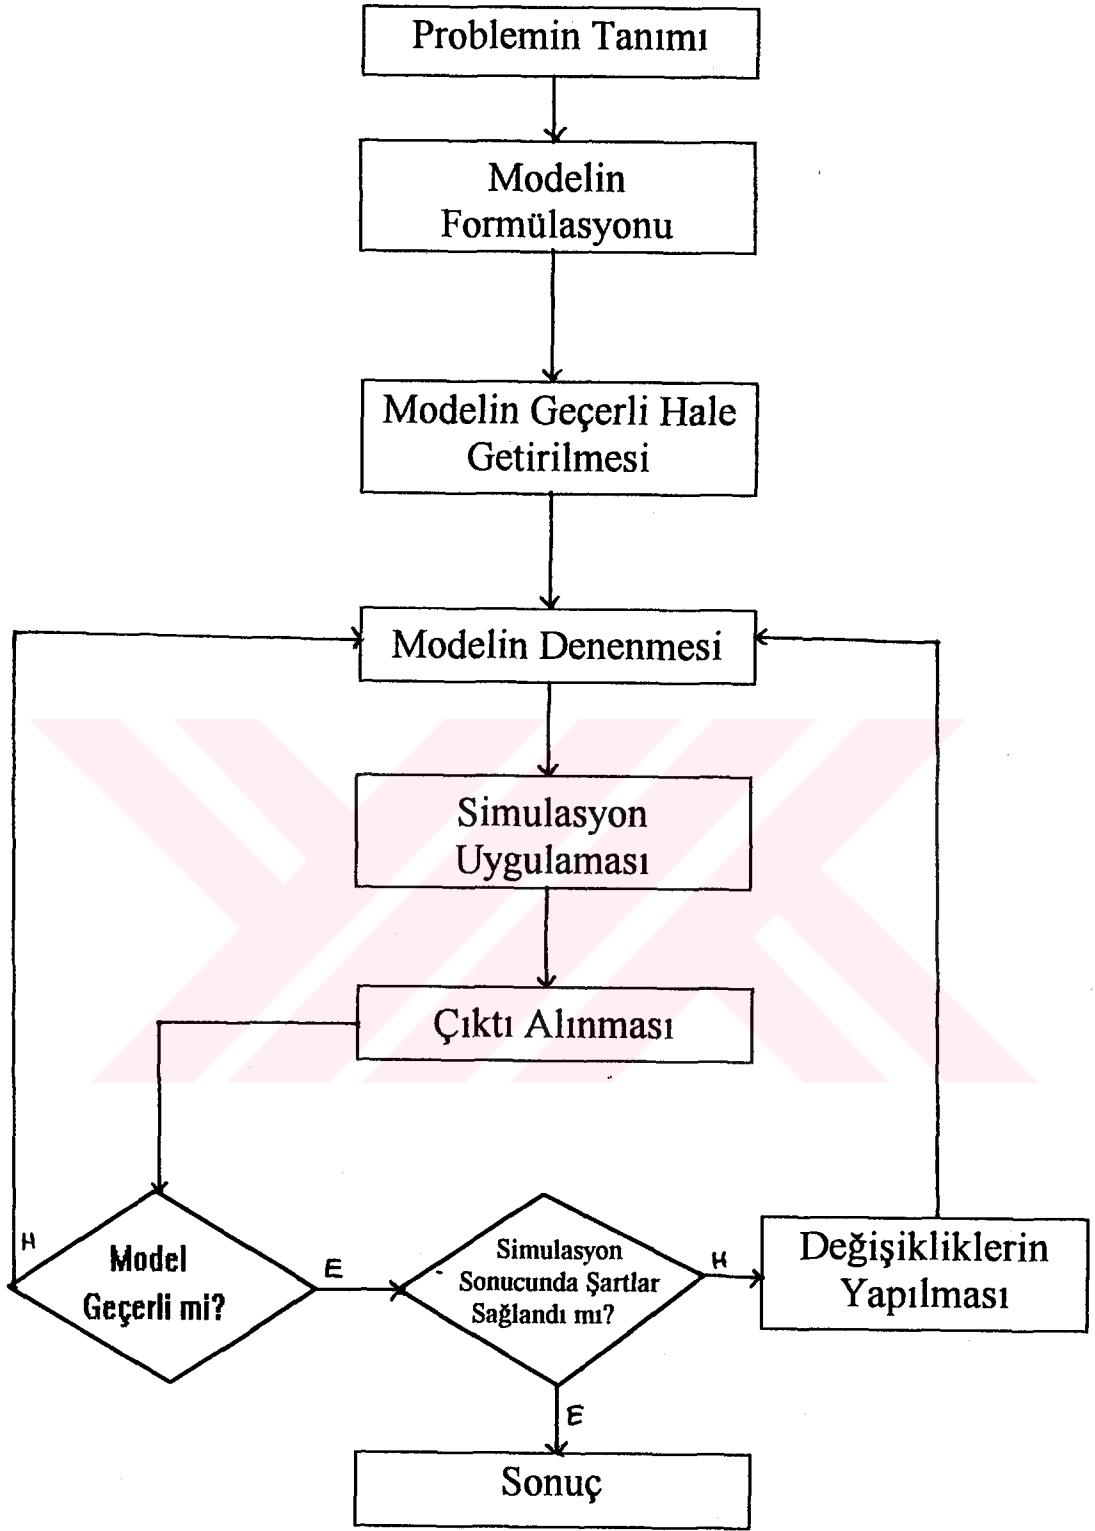 Problemin Tanımı
Modelin
Formülasyonu
Modelin Geçerli Hale
Getirilmesi
Modelin Denenmesi
Simulasyon
Uygulaması
Çıktı Alınması
H
Model
Geçerli mi?
E
Simulasyon
Sonucunda Şartlar
Sağlandı mı?
H
Değişikliklerin
Yapılması
E
Sonuç